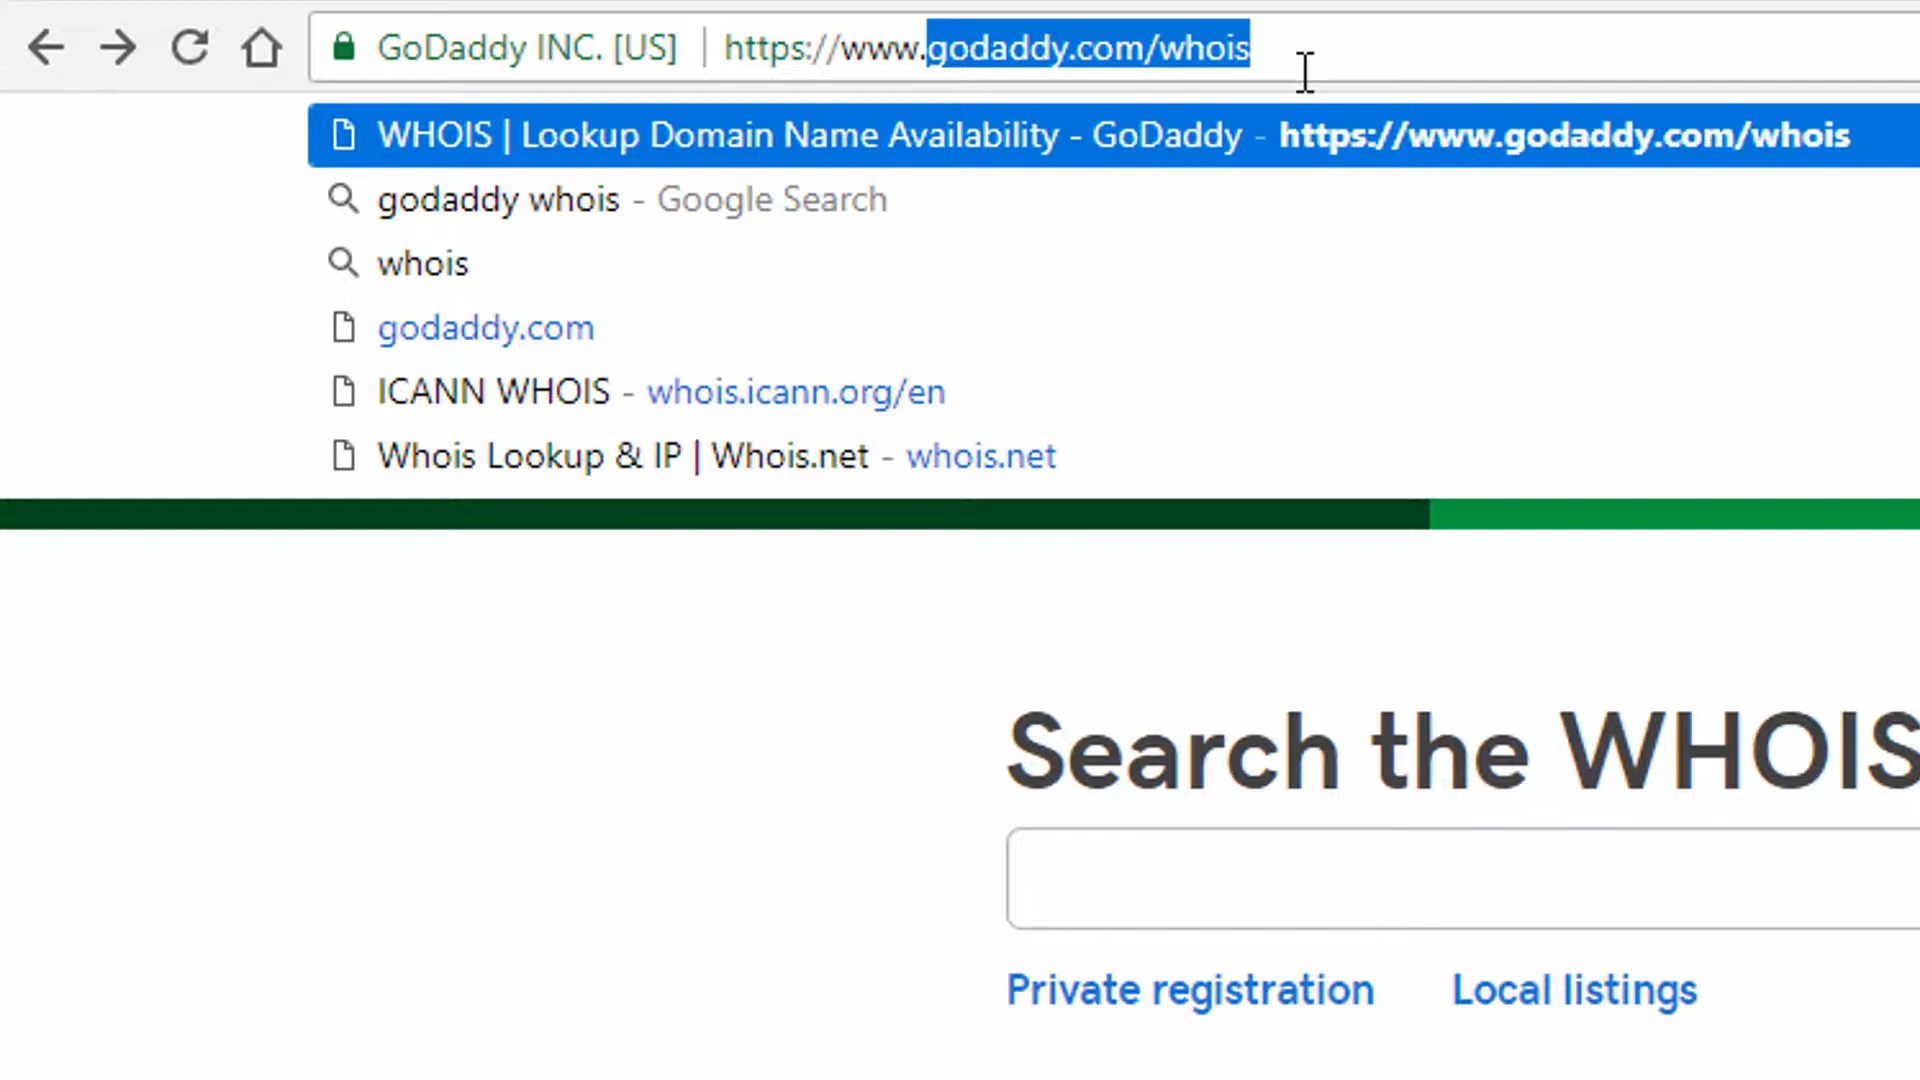 GoDaddy INC. [US] | https://www.godaddy.com/whois
WHOIS | Lookup Domain Name Availability - GoDaddy - https://www.godaddy.com/whois
godaddy whois - Google Search
whois
godaddy.com
ICANN WHOIS - whois.icann.org/en
Whois Lookup & IP | Whois.net - whois.net
Search the WHOIS
Private registration Local listings